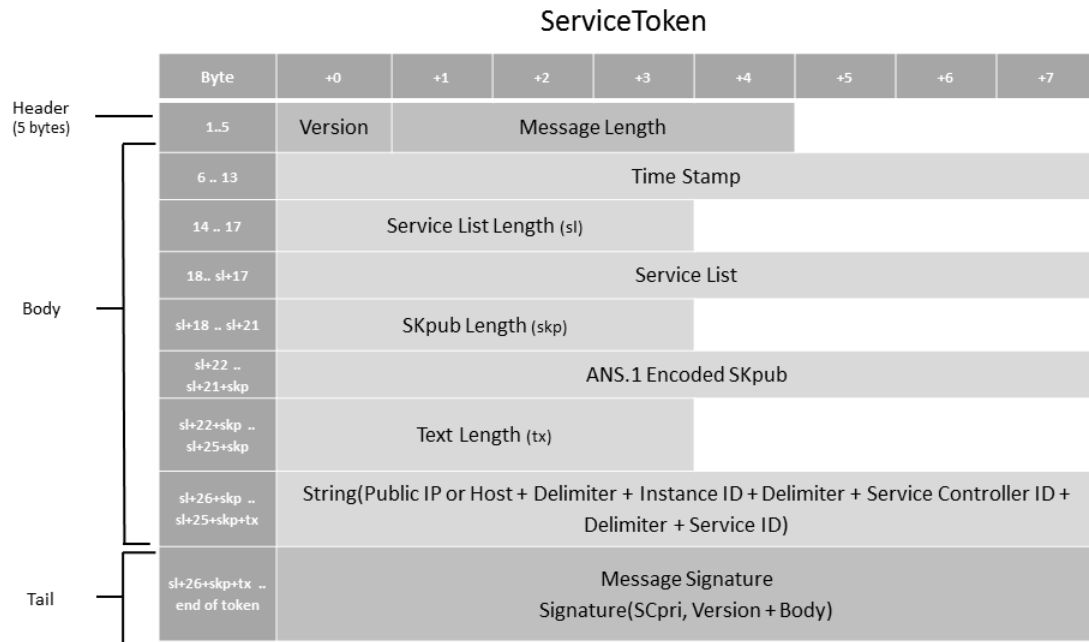 ServiceToken
Byte +0 +1 +2 +3 +4 +5 +6 +7
Header
(5 bytes)
1..5 Version Message Length
6 .. 13 Time Stamp
14 .. 17 Service List Length (sl)
18.. sl+17 Service List
Body
sl+18 .. sl+21 SKpub Length (skp)
sl+22 ..
sl+21+skp
ANS.1 Encoded SKpub
sl+22+skp ..
sl+25+skp
Text Length (tx)
sl+26+skp ..
sl+25+skp+tx
String(Public IP or Host + Delimiter + Instance ID + Delimiter + Service Controller ID +
Delimiter + Service ID)
Tail
sl+26+skp+tx ..
end of token
Message Signature
Signature(SCpri, Version + Body)